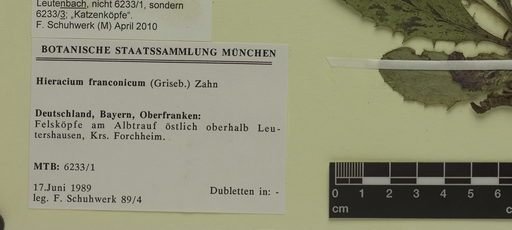 Leutenbach, nicht 6233/1, sondern
6233/3; „Katzenköpfe".
F. Schuhwerk (M) April 2010
BOTANISCHE STAATSSAMMLUNG MÜNCHEN
Hieracium franconicum (Griseb.) Zahn
Deutschland, Bayern, Oberfranken:
Felsköpfe am Albtrauf östlich oberhalb Leu-
tershausen, Krs. Forchheim.
MTB: 6233/1
17.Juni 1989
Dubletten in: -
leg. F. Schuhwerk 89/4
0 1 2 3 4 5 6
cm